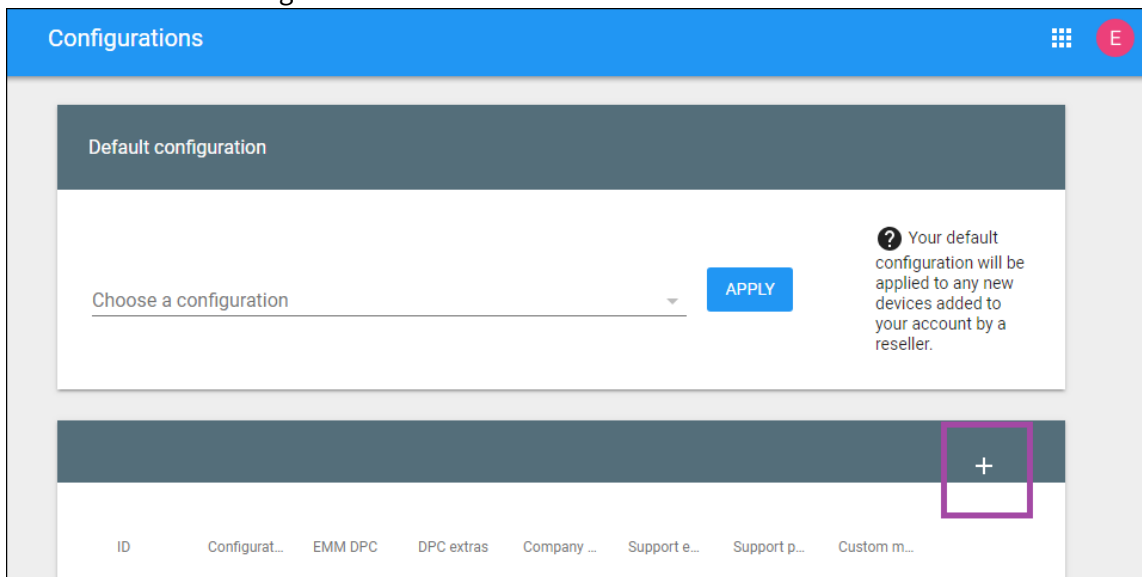 Configurations
E
Default configuration
Choose a configuration
APPLY
? Your default
configuration will be
applied to any new
devices added to
your account by a
reseller.
+
ID Configurat... EMM DPC DPC extras Company ... Support e... Support p... Custom m...